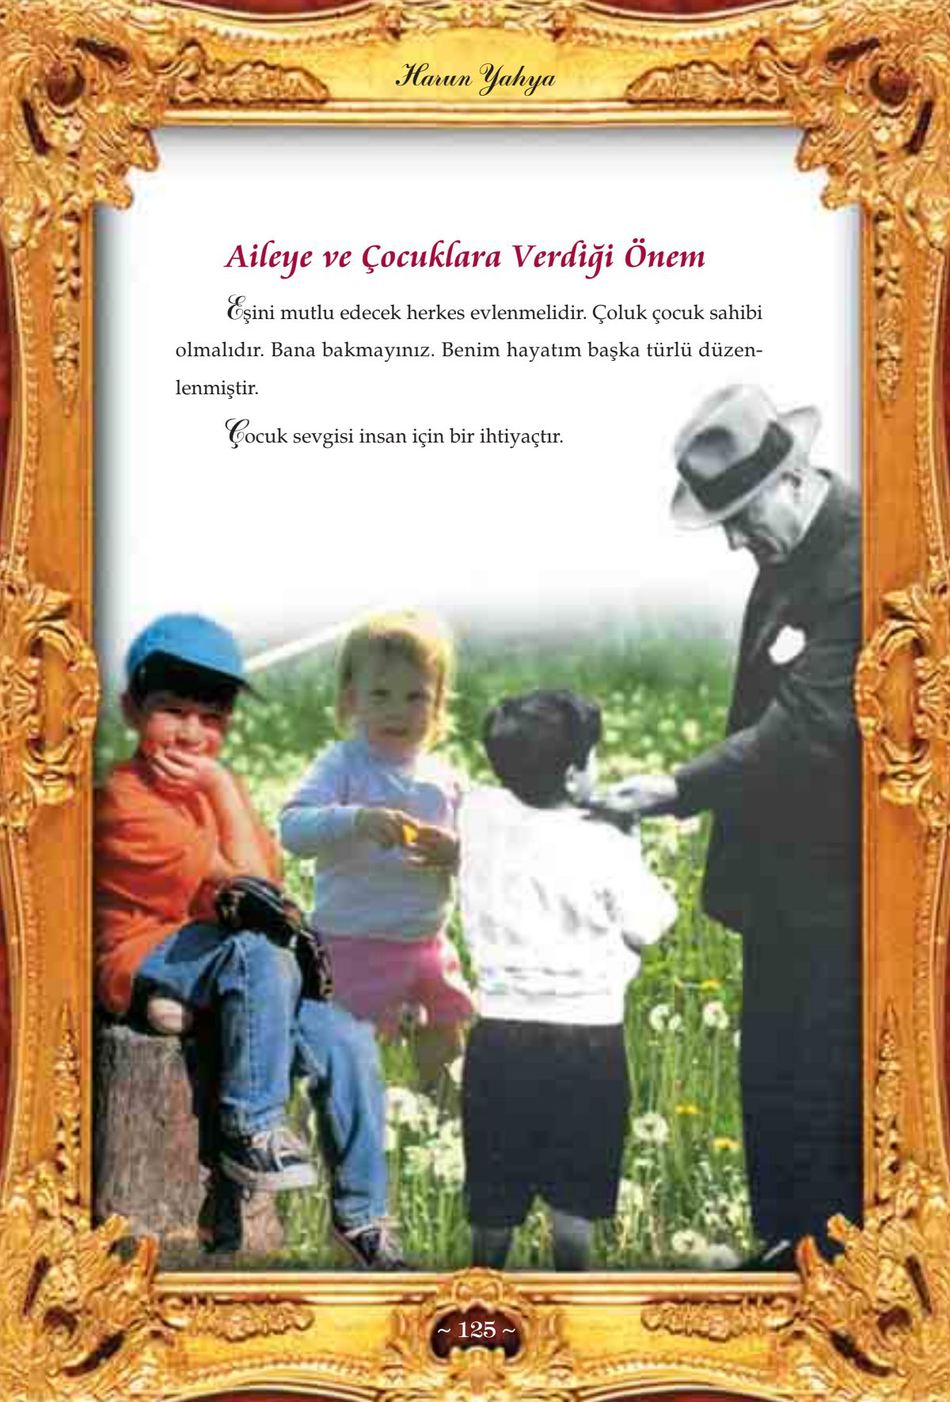 Harun Yahya
Aileye ve Çocuklara Verdiği Önem
Eşini mutlu edecek herkes evlenmelidir. Çoluk çocuk sahibi
olmalıdır. Bana bakmayınız. Benim hayatım başka türlü düzen-
lenmiştir.
Çocuk sevgisi insan için bir ihtiyaçtır.
~ 125 ~